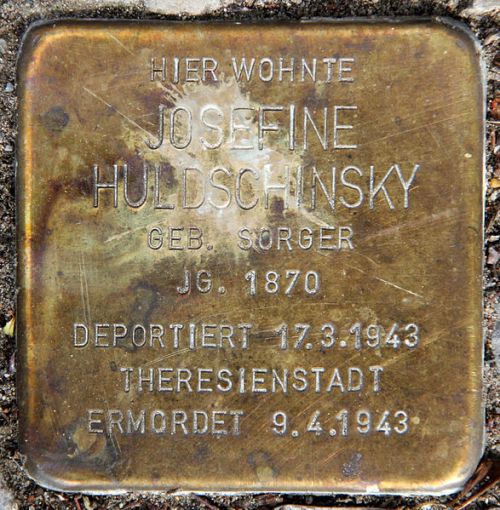 HIER WOHNTE
JOSEFINE
HULDSCHINSKY
GEB. SORGER
JG. 1870
DEPORTIERT 17.3.1943
THERESIENSTADT
ERMORDET 9.4.1943